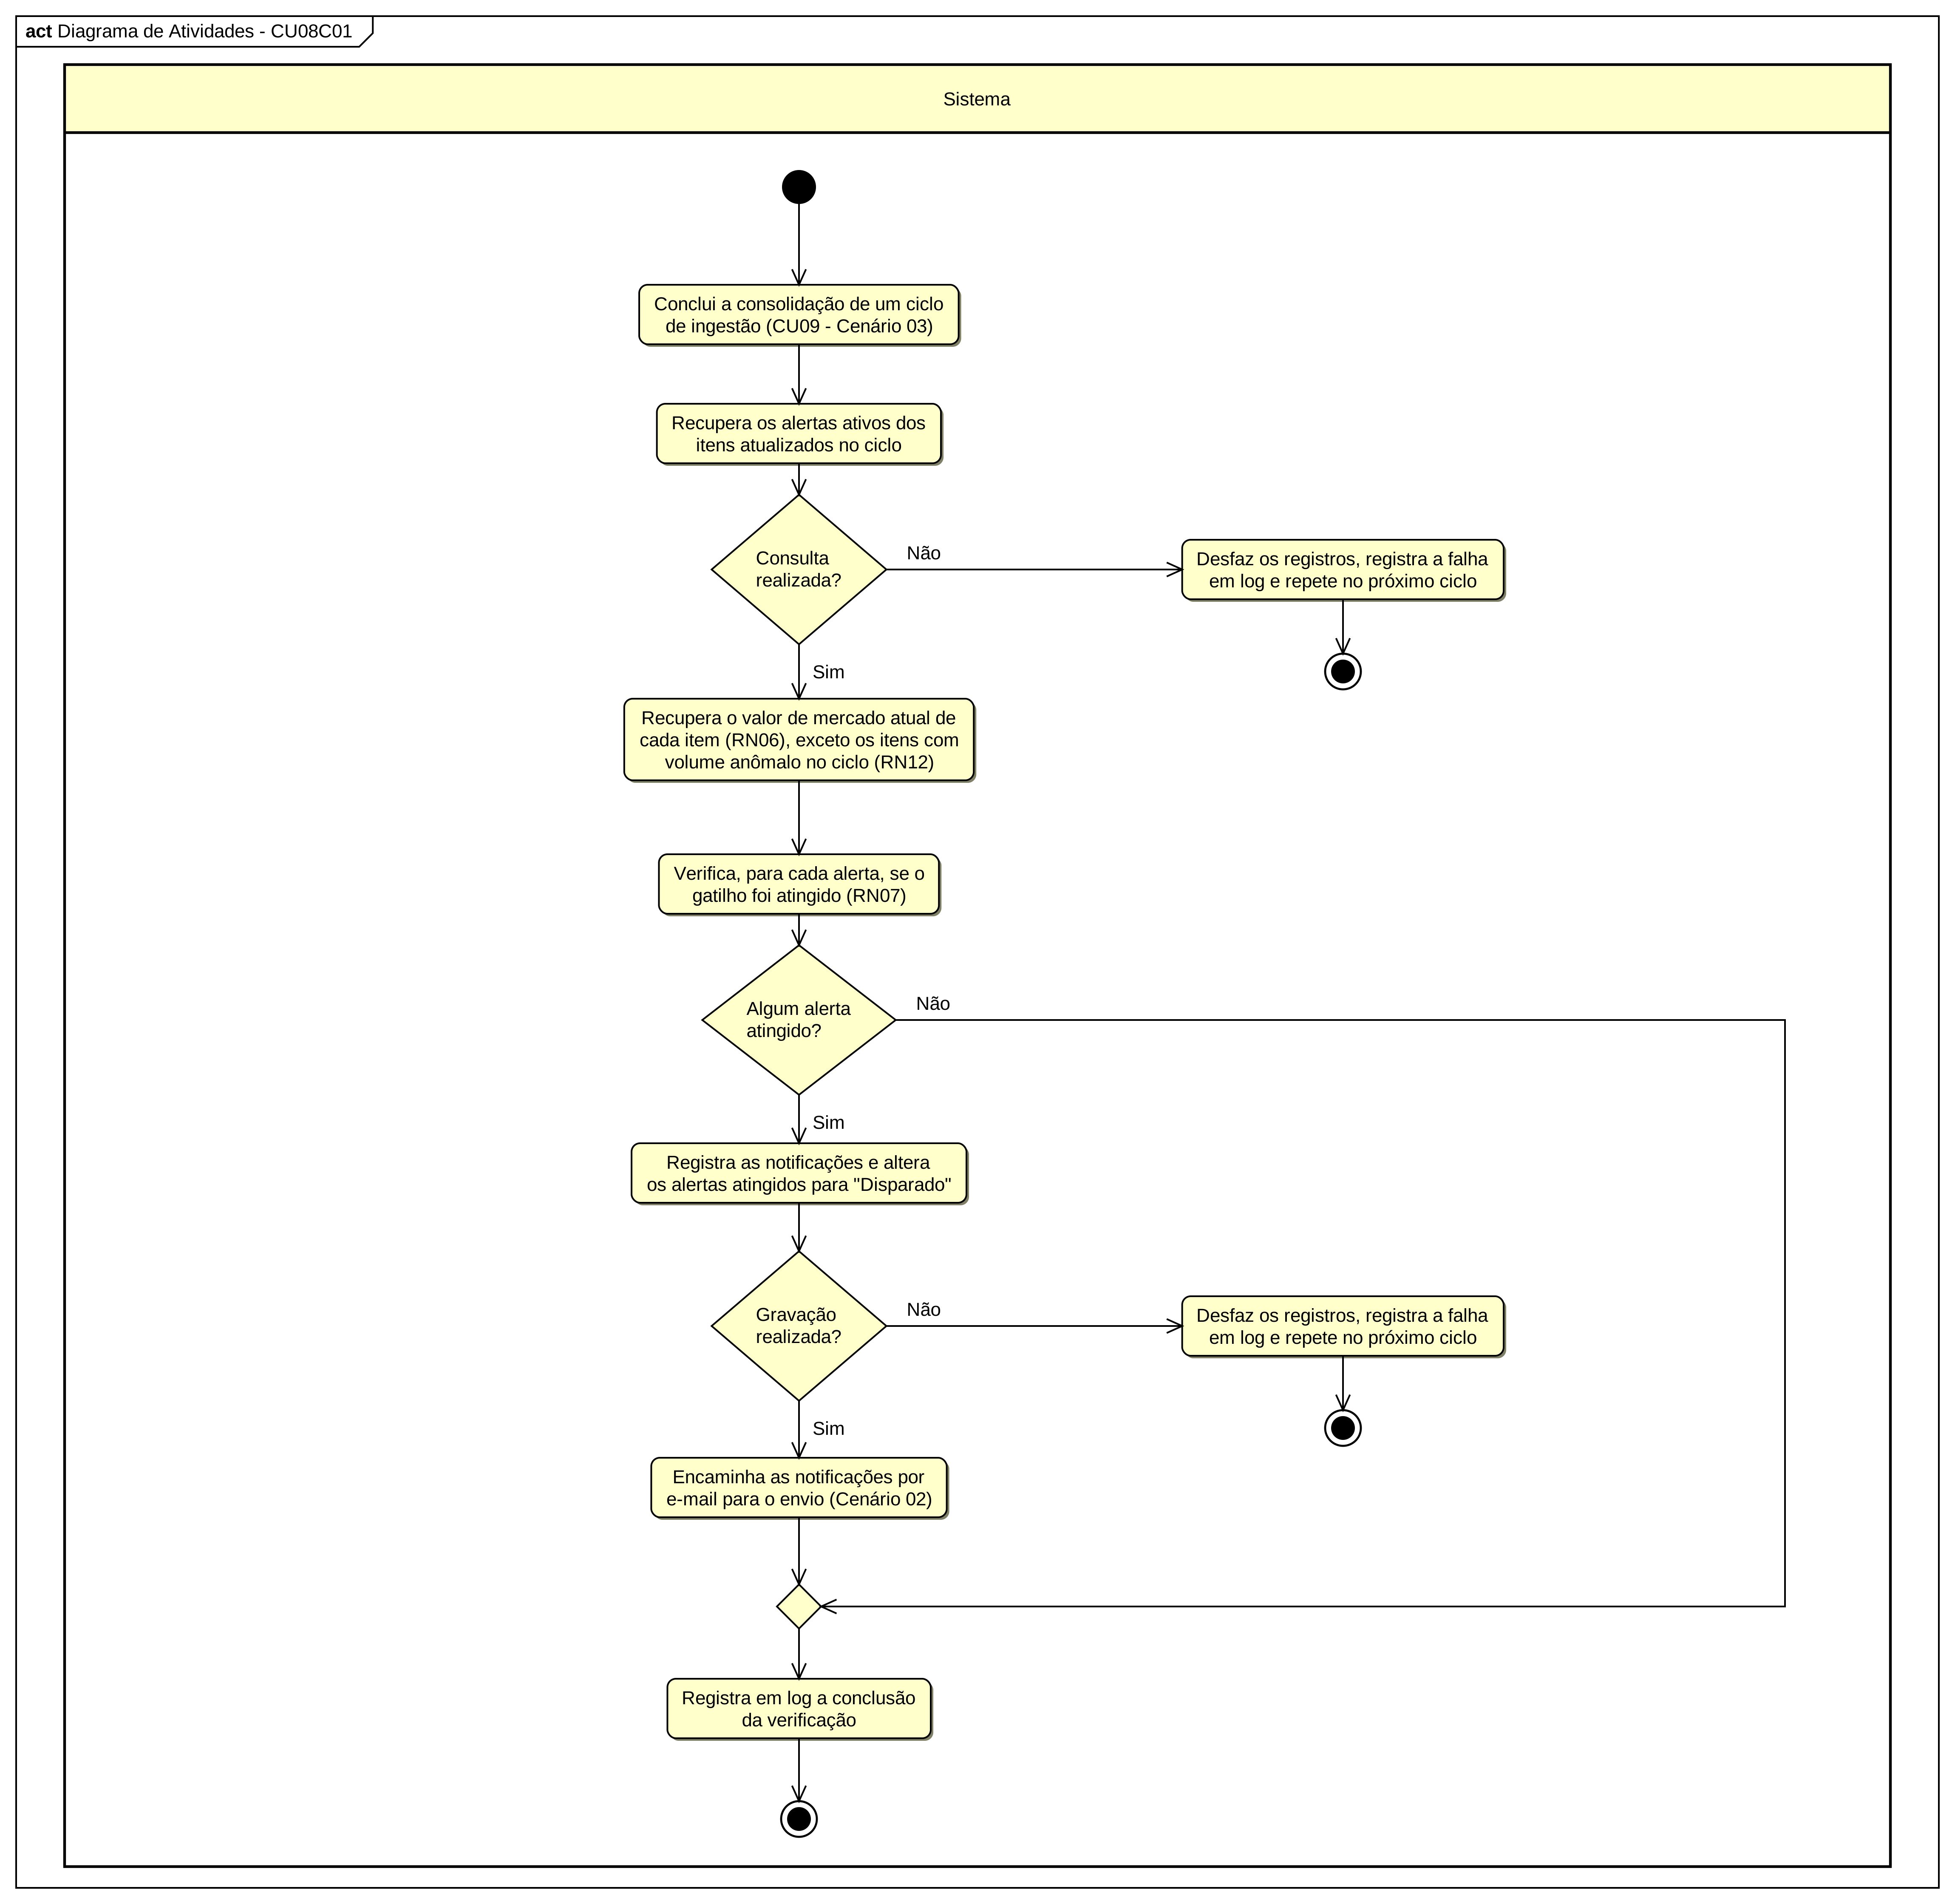 act Diagrama de Atividades - CU08C01
Sistema
Conclui a consolidação de um ciclo
de ingestão (CU09 - Cenário 03)
Recupera os alertas ativos dos
itens atualizados no ciclo
Consulta
realizada?
Não
Desfaz os registros, registra a falha
em log e repete no próximo ciclo
Sim
Recupera o valor de mercado atual de
cada item (RN06), exceto os itens com
volume anômalo no ciclo (RN12)
Verifica, para cada alerta, se o
gatilho foi atingido (RN07)
Algum alerta
atingido?
Não
Sim
Registra as notificações e altera
os alertas atingidos para "Disparado"
Gravação
realizada?
Não
Desfaz os registros, registra a falha
em log e repete no próximo ciclo
Sim
Encaminha as notificações por
e-mail para o envio (Cenário 02)
Registra em log a conclusão
da verificação